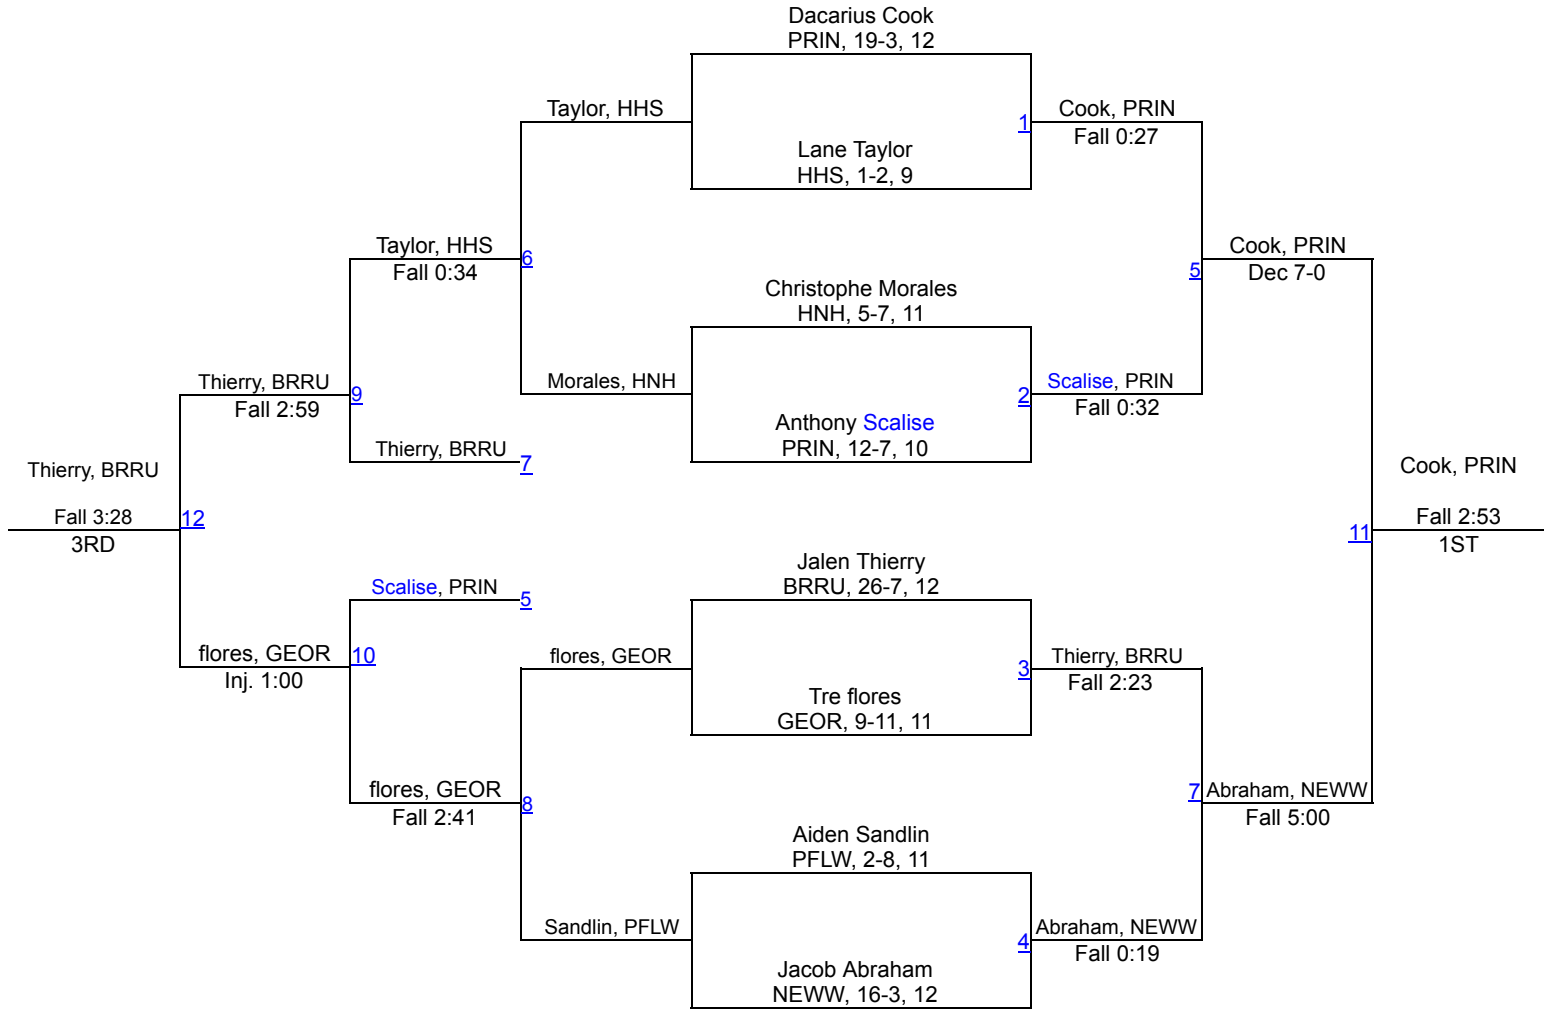 Dacarius Cook
PRIN, 19-3, 12
Taylor, HHS
1
Cook, PRIN
Fall 0:27
Lane Taylor
HHS, 1-2, 9
Taylor, HHS
Fall 0:34
6
Cook, PRIN
Dec 7-0
5
Christophe Morales
HNH, 5-7, 11
Thierry, BRRU
Fall 2:59
9
Morales, HNH
2
Scalise, PRIN
Fall 0:32
Anthony Scalise
PRIN, 12-7, 10
Thierry, BRRU
7
Thierry, BRRU
Fall 3:28
3RD
12
Cook, PRIN
Fall 2:53
1ST
11
Jalen Thierry
BRRU, 26-7, 12
Scalise, PRIN
5
flores, GEOR
Inj. 1:00
10
flores, GEOR
3
Thierry, BRRU
Fall 2:23
Tre flores
GEOR, 9-11, 11
flores, GEOR
Fall 2:41
8
7
Abraham, NEWW
Fall 5:00
Aiden Sandlin
PFLW, 2-8, 11
Sandlin, PFLW
4
Abraham, NEWW
Fall 0:19
Jacob Abraham
NEWW, 16-3, 12